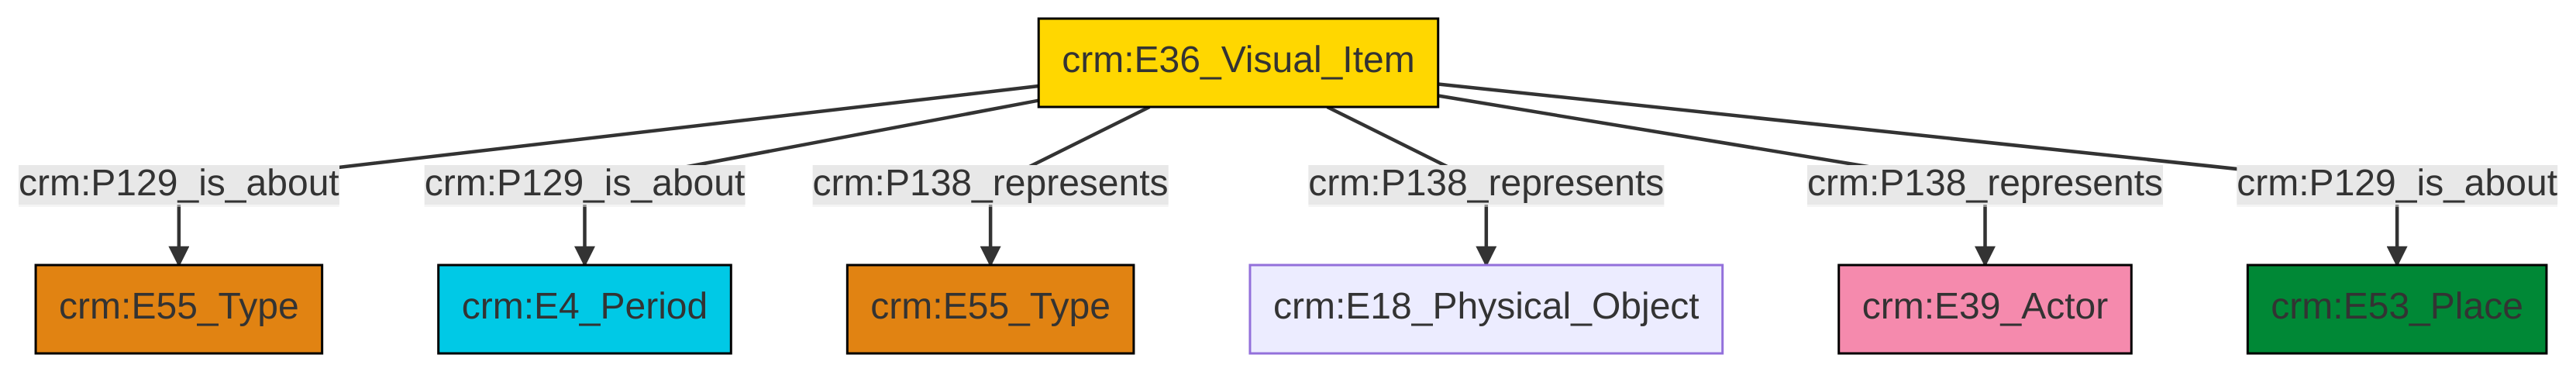 crm:E36_Visual_Item
crm:P129_is_about
crm:P129_is_about
crm:P138_represents
crm:P138_represents
crm:P138_represents
crm:P129_is_about
crm:E55_Type
crm:E4_Period
crm:E55_Type
crm:E18_Physical_Object
crm:E39_Actor
crm:E53_Place